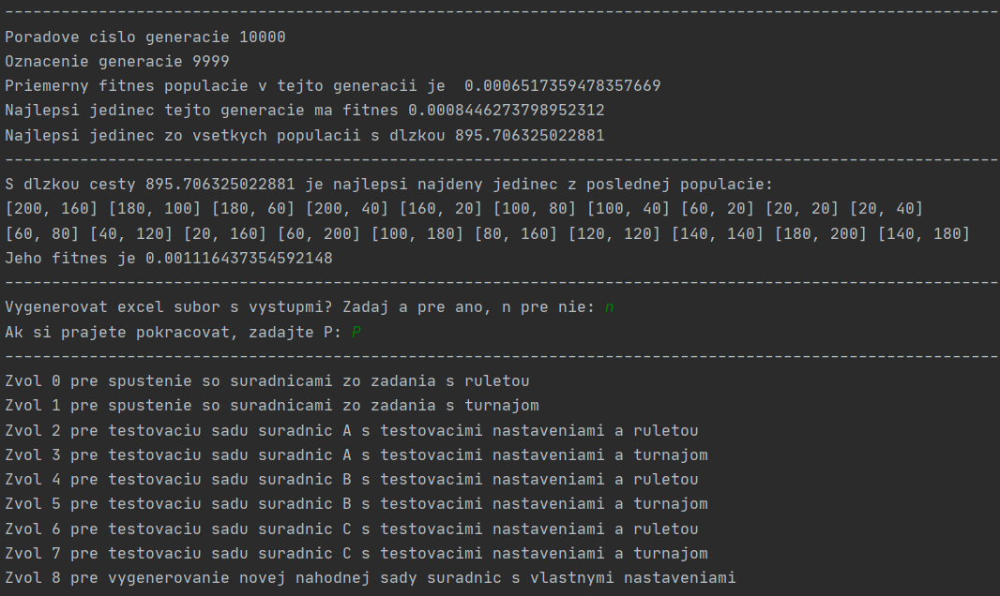 ----------------------------------------------------------------------------------------------------------
Poradove cislo generacie 10000
Oznacenie generacie 9999
Priemerny fitnes populacie v tejto generacii je  0.0006517359478357669
Najlepsi jedinec tejto generacie ma fitnes 0.0008446273798952312
Najlepsi jedinec zo vsetkych populacii s dlzkou 895.706325022881
----------------------------------------------------------------------------------------------------------
S dlzkou cesty 895.706325022881 je najlepsi najdeny jedinec z poslednej populacie:
[200, 160] [180, 100] [180, 60] [200, 40] [160, 20] [100, 80] [100, 40] [60, 20] [20, 20] [20, 40]
[60, 80] [40, 120] [20, 160] [60, 200] [100, 180] [80, 160] [120, 120] [140, 140] [180, 200] [140, 180]
Jeho fitnes je 0.001116437354592148
----------------------------------------------------------------------------------------------------------
Vygenerovat excel subor s vystupmi? Zadaj a pre ano, n pre nie: n
Ak si prajete pokracovat, zadajte P: P
----------------------------------------------------------------------------------------------------------
Zvol 0 pre spustenie so suradnicami zo zadania s ruletou
Zvol 1 pre spustenie so suradnicami zo zadania s turnajom
Zvol 2 pre testovaciu sadu suradnic A s testovacimi nastaveniami a ruletou
Zvol 3 pre testovaciu sadu suradnic A s testovacimi nastaveniami a turnajom
Zvol 4 pre testovaciu sadu suradnic B s testovacimi nastaveniami a ruletou
Zvol 5 pre testovaciu sadu suradnic B s testovacimi nastaveniami a turnajom
Zvol 6 pre testovaciu sadu suradnic C s testovacimi nastaveniami a ruletou
Zvol 7 pre testovaciu sadu suradnic C s testovacimi nastaveniami a turnajom
Zvol 8 pre vygenerovanie novej nahodnej sady suradnic s vlastnymi nastaveniami